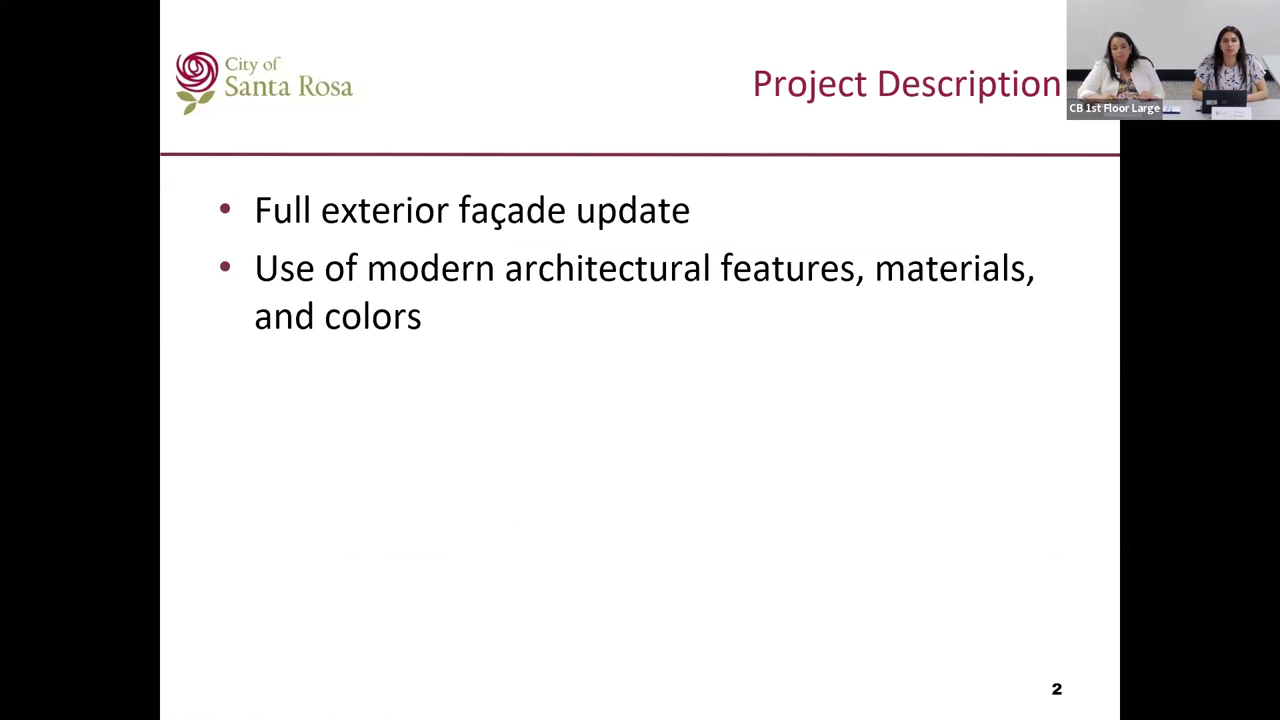 City of
Santa Rosa
Project Description
CB 1st Floor Large
• Full exterior façade update
• Use of modern architectural features, materials,
and colors
2